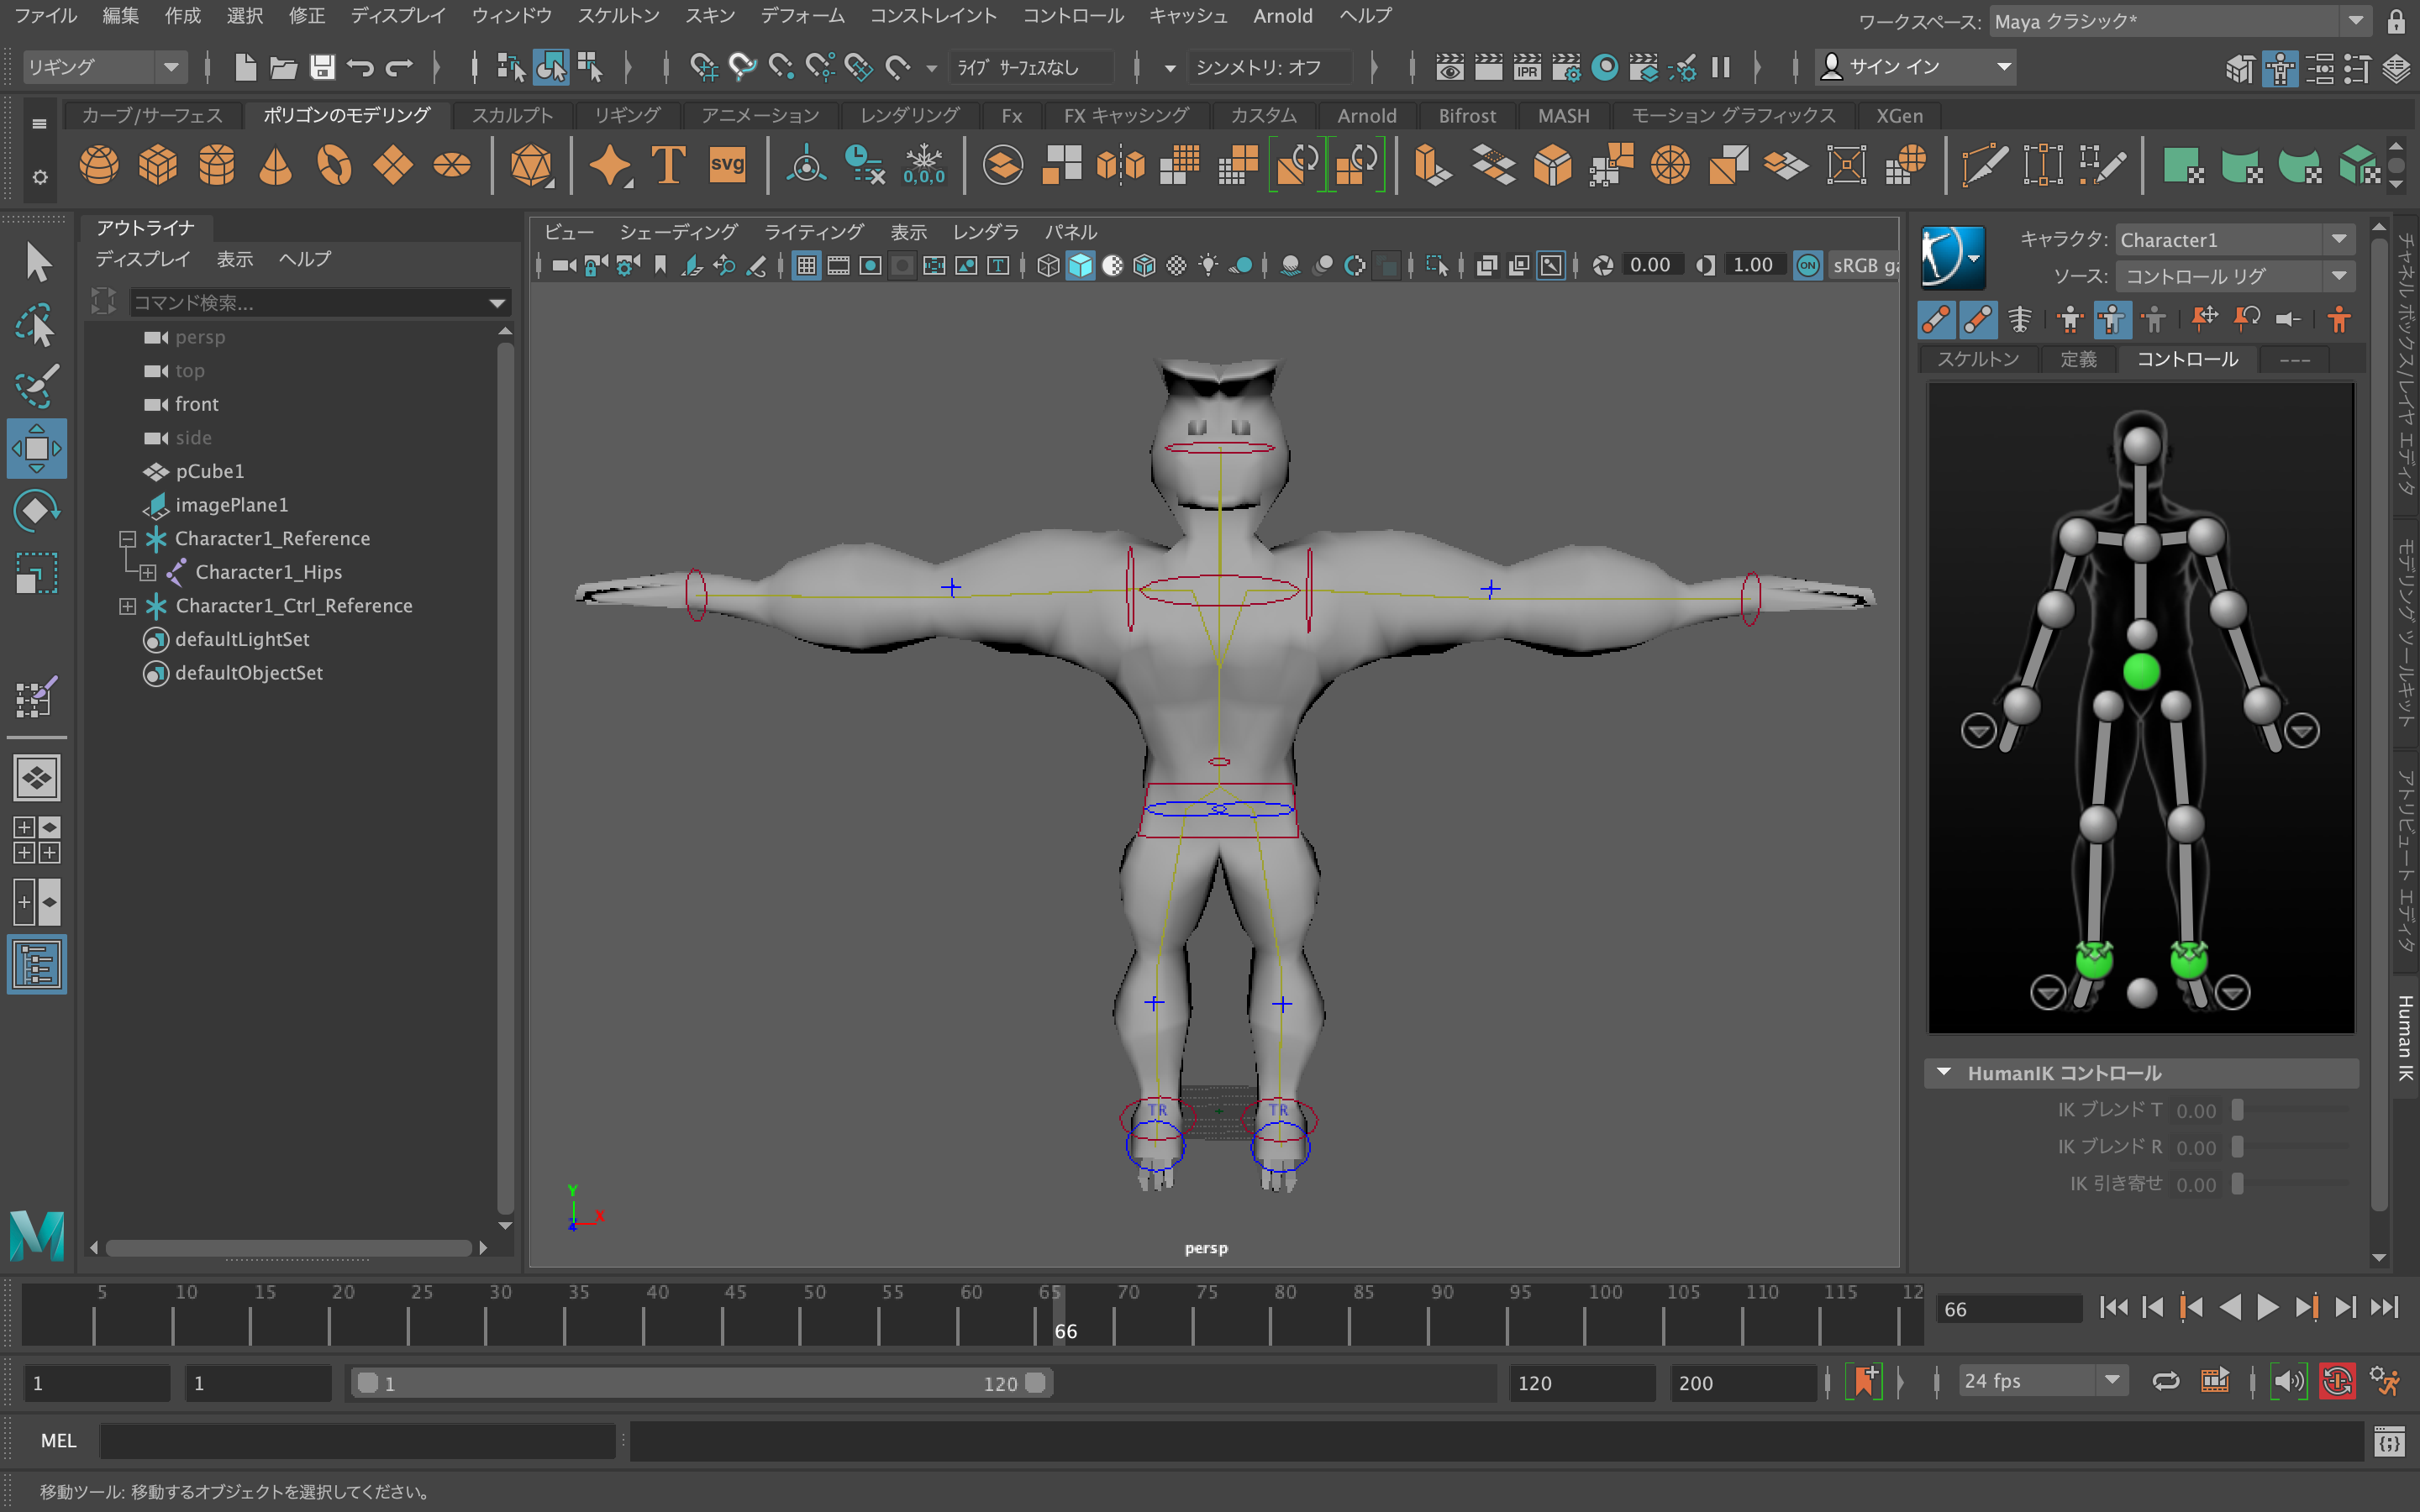 ファイル 編集 作成 選択 修正 ディスプレイ ウィンドウ スケルトン スキン デフォーム コンストレイント コントロール キャッシュ Arnold ヘルプ
ワークスペース: Maya クラシック*
リギング
ライブ サーフェスなし
シンメトリ: オフ
IPR
サイン イン
カーブ/サーフェス ポリゴンのモデリング スカルプト リギング アニメーション レンダリング Fx FX キャッシング カスタム Arnold Bifrost MASH モーション グラフィックス XGen
T
svg
0,0,0
アウトライナ
ディスプレイ 表示 ヘルプ
コマンド検索...
persp
top
front
side
pCube1
imagePlane1
Character1_Reference
Character1_Hips
Character1_Ctrl_Reference
defaultLightSet
defaultObjectSet
ビュー シェーディング ライティング 表示 レンダラ パネル
0.00 1.00 ON sRGB ga
TR TR
Y
X
Z
persp
キャラクタ: Character1
ソース: コントロール リグ
スケルトン 定義 コントロール ---
HumanIK コントロール
IK ブレンド T 0.00
IK ブレンド R 0.00
IK 引き寄せ 0.00
チャネル ボックス/レイヤ エディタ
モデリング ツールキット
アトリビュート エディタ
Human IK
5 10 15 20 25 30 35 40 45 50 55 60 65 70 75 80 85 90 95 100 105 110 115 12
66
66
1 1 1 120 120 200 24 fps
MEL
移動ツール: 移動するオブジェクトを選択してください。